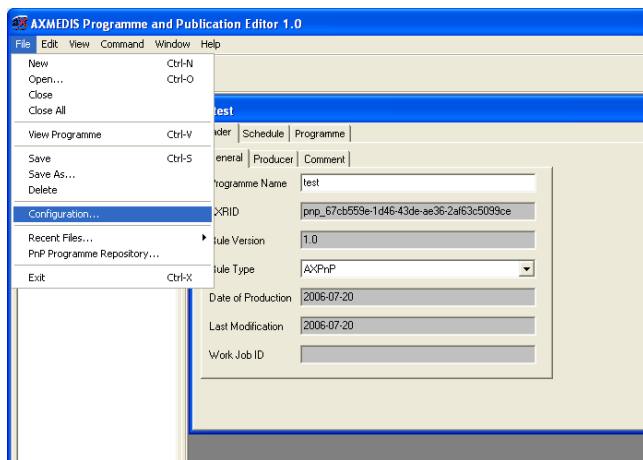 AXMEDIS Programme and Publication Editor 1.0
File Edit View Command Window Help
New Ctrl-N
Open... Ctrl-O
Close
Close All
View Programme Ctrl-V
Save Ctrl-S
Save As...
Delete
Configuration...
Recent Files...
PnP Programme Repository...
Exit Ctrl-X
test
ader Schedule Programme
eneral Producer Comment
Programme Name test
XRID pnp_67cb559e-1d46-43de-ae36-2af63c5099ce
Rule Version 1.0
Rule Type AXPnP
Date of Production 2006-07-20
Last Modification 2006-07-20
Work Job ID